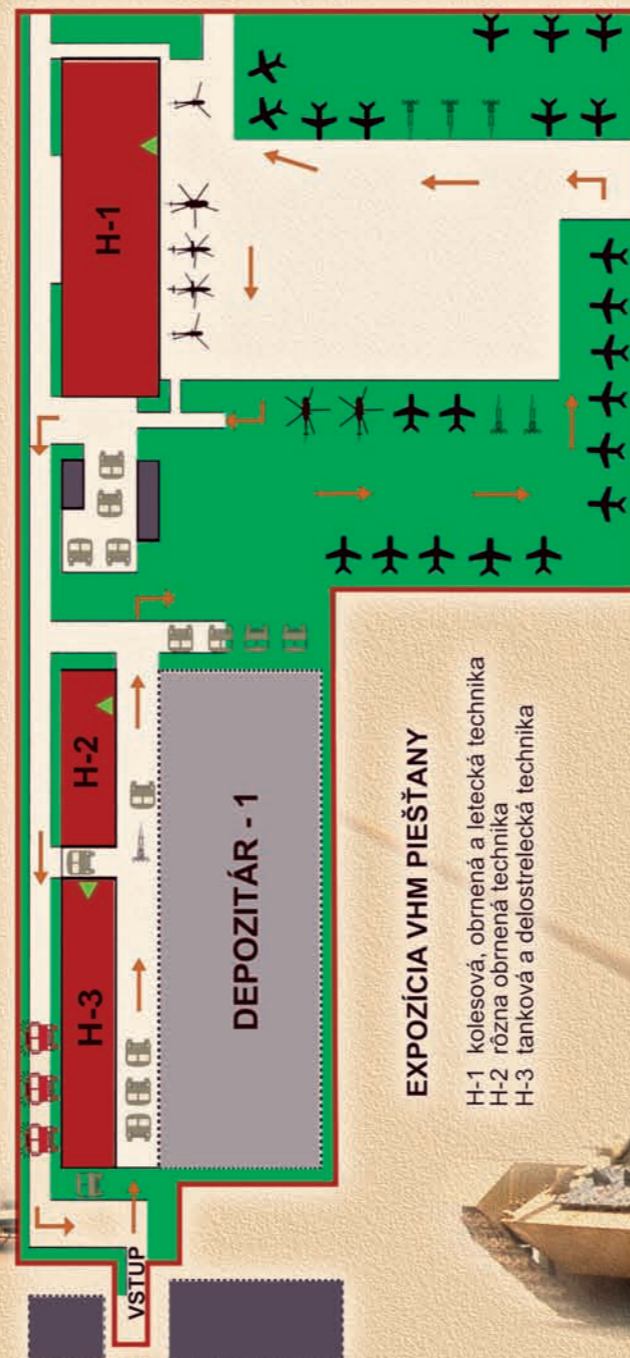 H-1
H-2
H-3
DEPOZITÁR - 1
VSTUP
EXPOZÍCIA VHM PIEŠŤANY
H-1 kolesová, obrnená a letecká technika
H-2 rôzna obrnená technika
H-3 tanková a delostrelecká technika